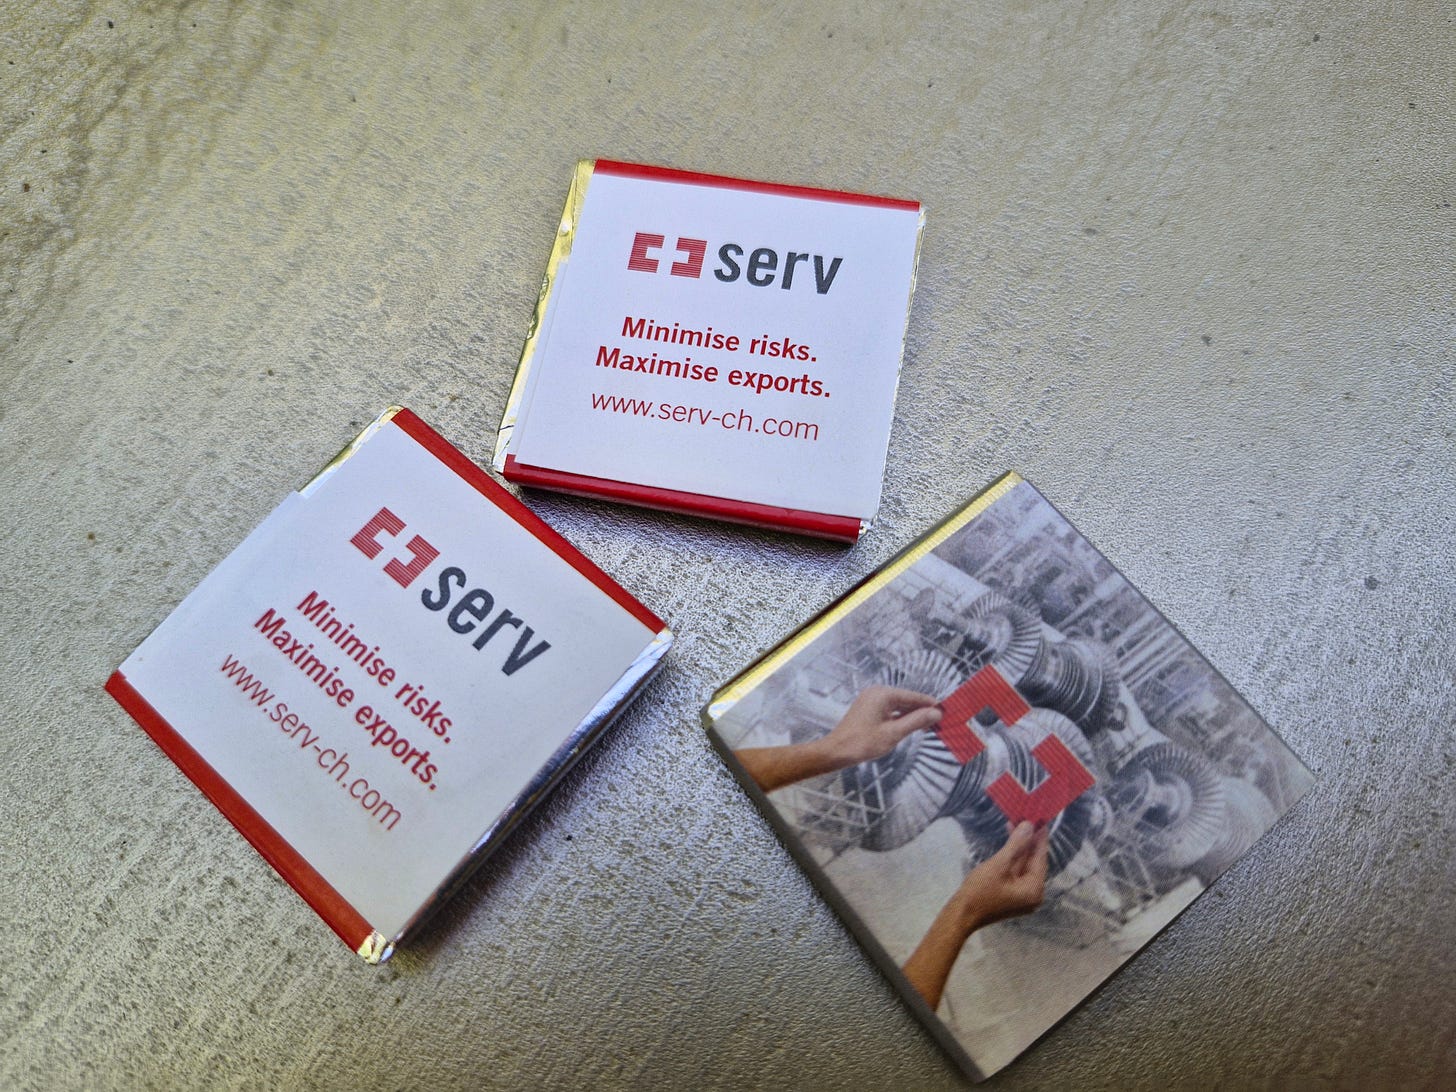 serv
Minimise risks.
Maximise exports.
www.serv-ch.com
serv
Minimise risks.
Maximise exports.
www.serv-ch.com